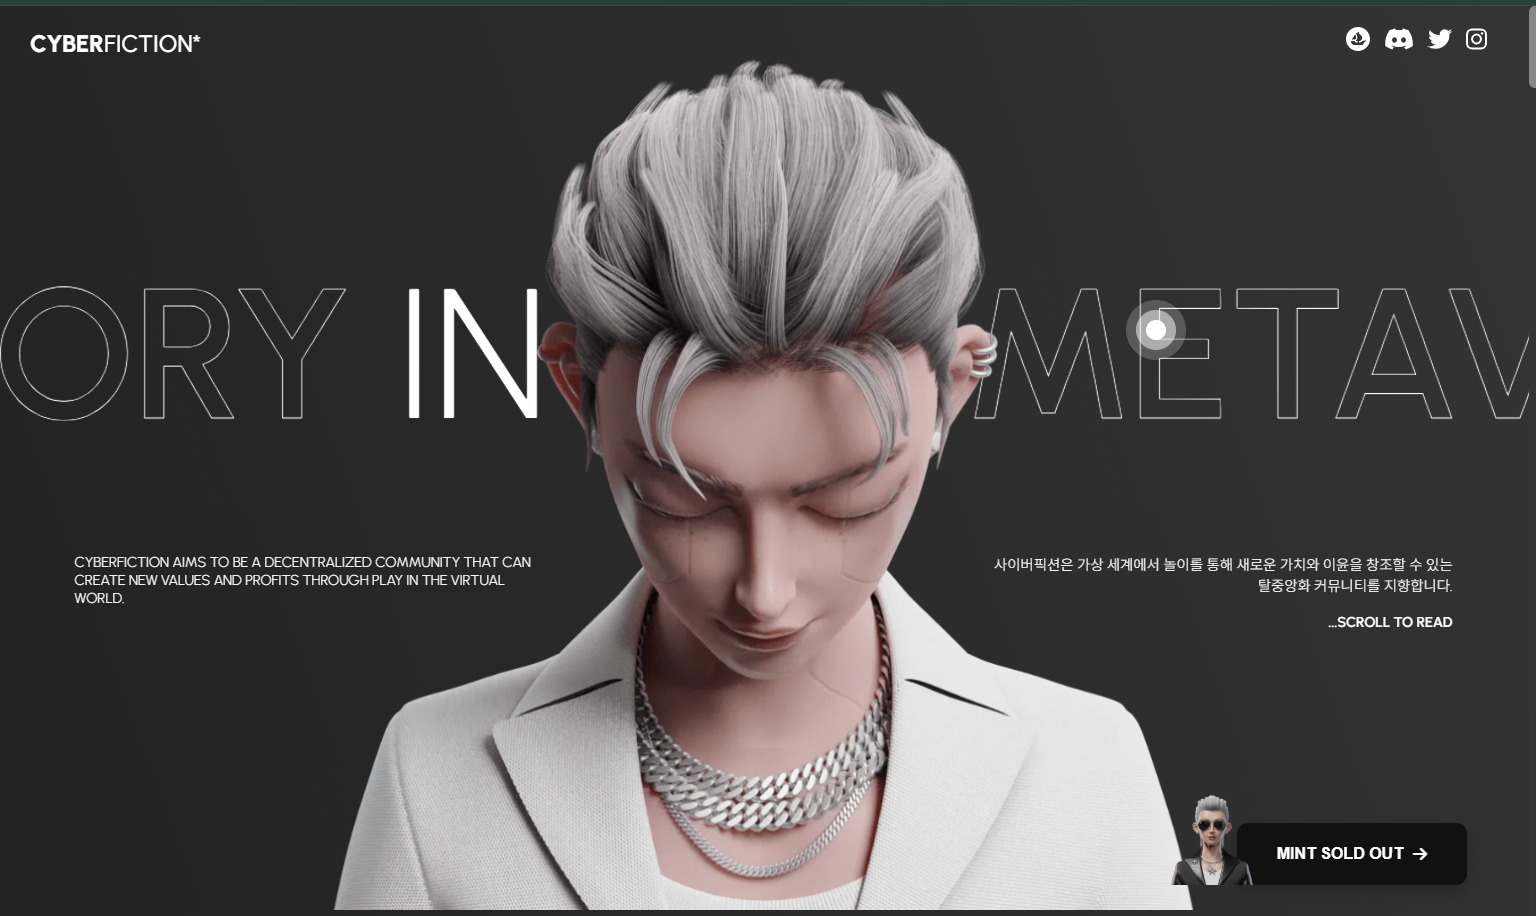 CYBERFICTION*
ORY IN METAV
CYBERFICTION AIMS TO BE A DECENTRALIZED COMMUNITY THAT CAN
CREATE NEW VALUES AND PROFITS THROUGH PLAY IN THE VIRTUAL
WORLD.
사이버픽션은 가상 세계에서 놀이를 통해 새로운 가치와 이윤을 창조할 수 있는
탈중앙화 커뮤니티를 지향합니다.
...SCROLL TO READ
MINT SOLD OUT →